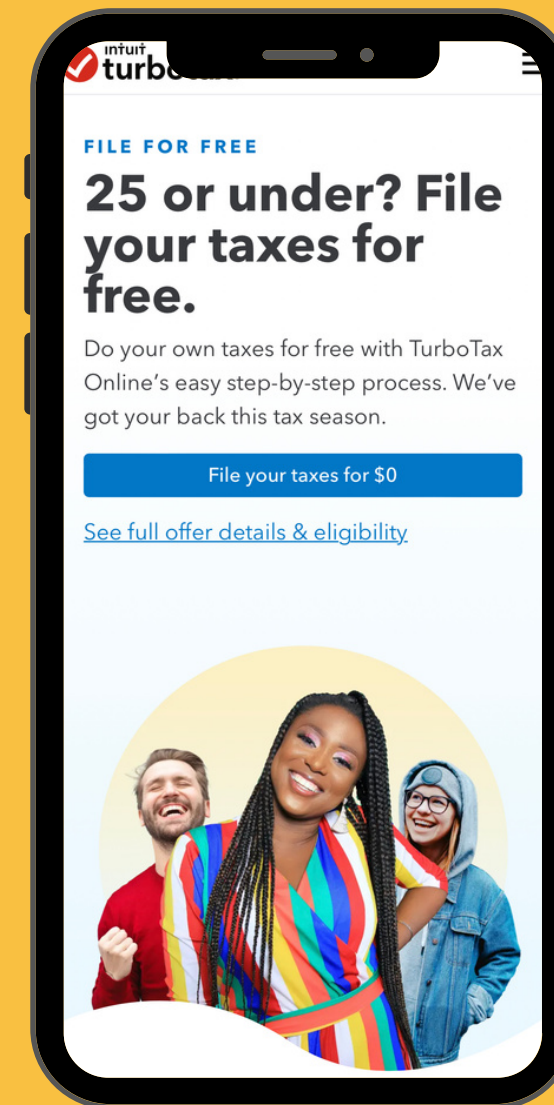 intuit
FILE FOR FREE
25 or under? File
your taxes for
free.
Do your own taxes for free with TurboTax
Online’s easy step-by-step process. We’ve
got your back this tax season.
File your taxes for $0
See full offer details & eligibility